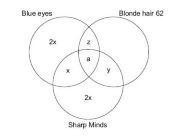 Blue eyes
Blonde hair 62
2x
z
a
x
y
2x
Sharp Minds